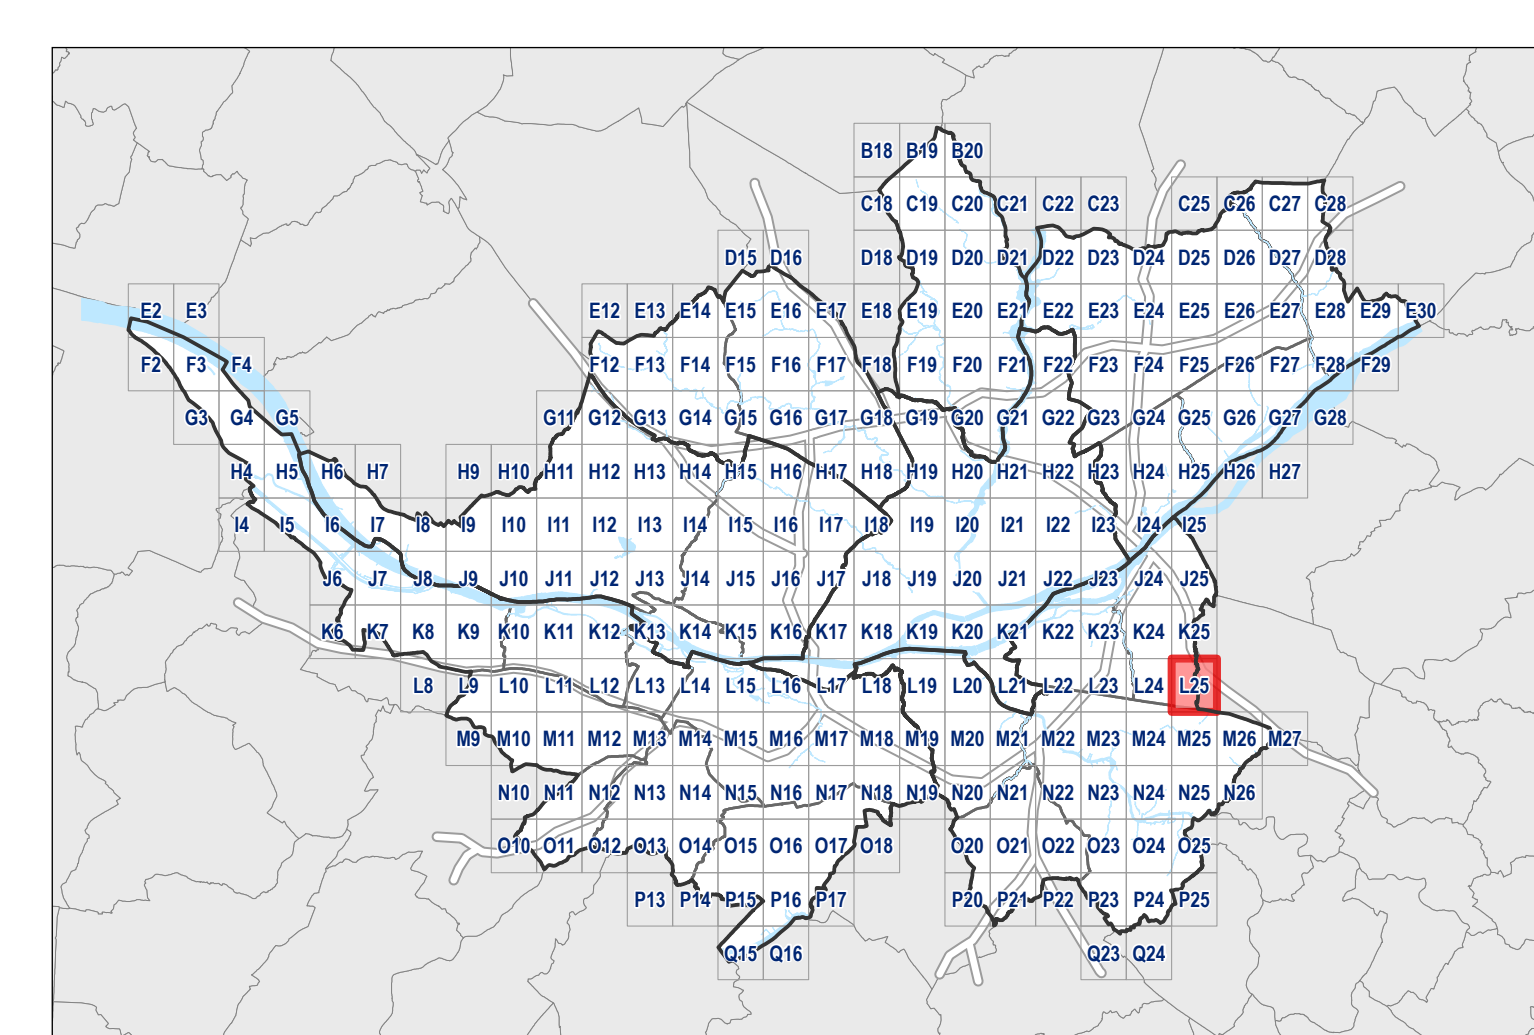 B18 B19 B20
C18 C19 C20 C21 C22 C23 C25 C26 C27 C28
D15 D16 D18 D19 D20 D21 D22 D23 D24 D25 D26 D27 D28
E2 E3 E12 E13 E14 E15 E16 E17 E18 E19 E20 E21 E22 E23 E24 E25 E26 E27 E28 E29 E30
F2 F3 F4 F12 F13 F14 F15 F16 F17 F18 F19 F20 F21 F22 F23 F24 F25 F26 F27 F28 F29
G3 G4 G5 G11 G12 G13 G14 G15 G16 G17 G18 G19 G20 G21 G22 G23 G24 G25 G26 G27 G28
H4 H5 H6 H7 H9 H10 H11 H12 H13 H14 H15 H16 H17 H18 H19 H20 H21 H22 H23 H24 H25 H26 H27
I4 I5 I6 I7 I8 I9 I10 I11 I12 I13 I14 I15 I16 I17 I18 I19 I20 I21 I22 I23 I24 I25
J6 J7 J8 J9 J10 J11 J12 J13 J14 J15 J16 J17 J18 J19 J20 J21 J22 J23 J24 J25
K6 K7 K8 K9 K10 K11 K12 K13 K14 K15 K16 K17 K18 K19 K20 K21 K22 K23 K24 K25
L8 L9 L10 L11 L12 L13 L14 L15 L16 L17 L18 L19 L20 L21 L22 L23 L24 L25
M9 M10 M11 M12 M13 M14 M15 M16 M17 M18 M19 M20 M21 M22 M23 M24 M25 M26 M27
N10 N11 N12 N13 N14 N15 N16 N17 N18 N19 N20 N21 N22 N23 N24 N25 N26
O10 O11 O12 O13 O14 O15 O16 O17 O18 O20 O21 O22 O23 O24 O25
P13 P14 P15 P16 P17 P20 P21 P22 P23 P24 P25
Q15 Q16 Q23 Q24